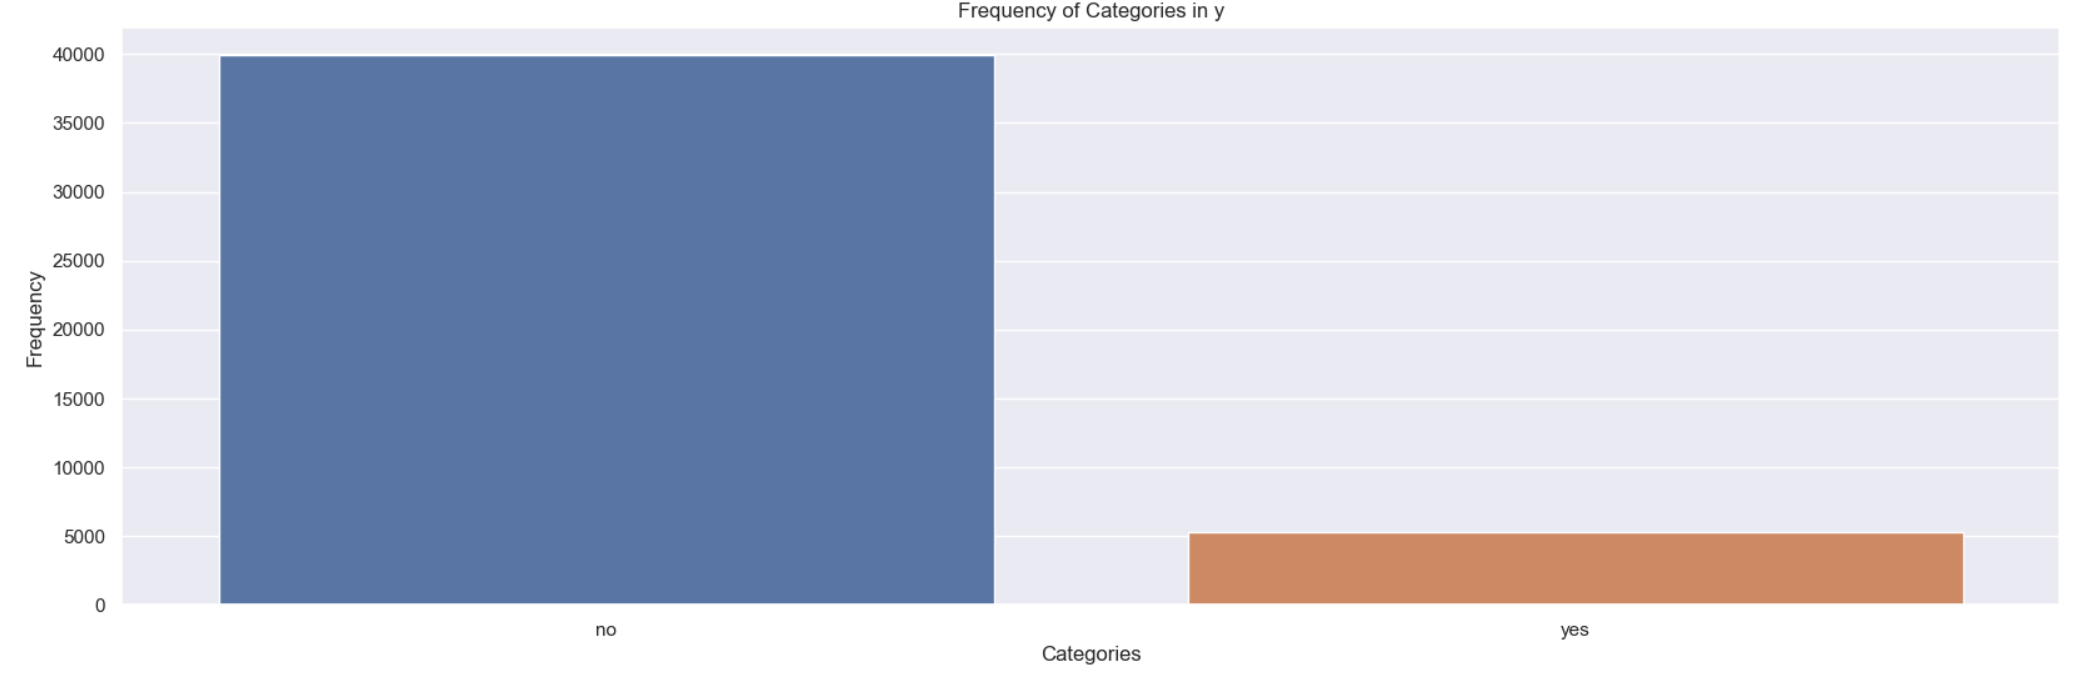 Frequency of Categories in y
40000
35000
30000
25000
20000
15000
10000
5000
0
Frequency
no
yes
Categories